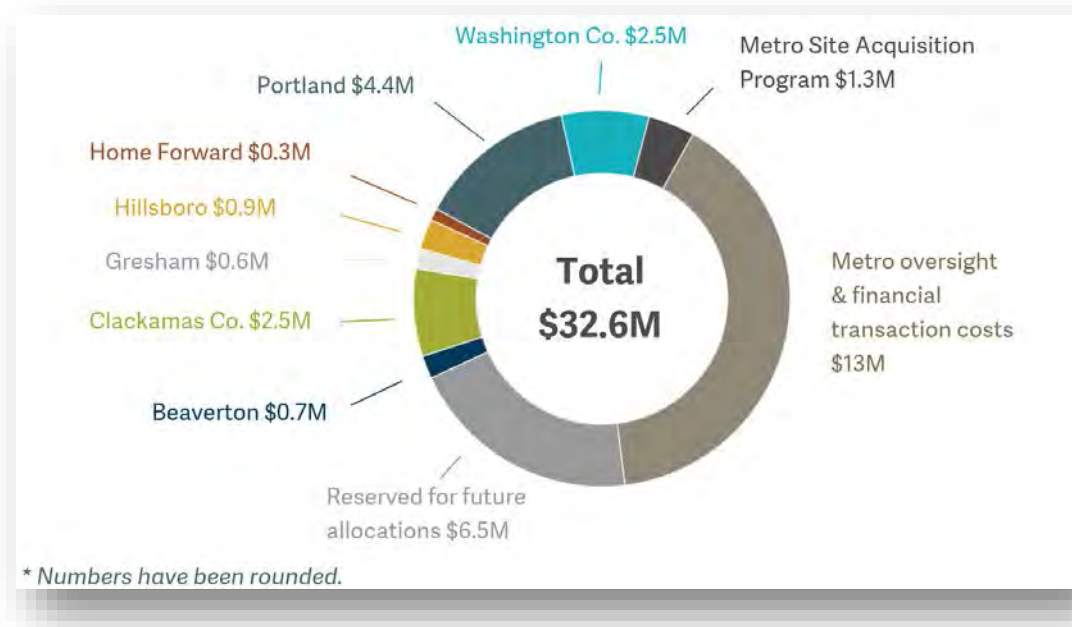 Washington Co. $2.5M
Metro Site Acquisition
Program $1.3M
Portland $4.4M
Home Forward $0.3M
Hillsboro $0.9M
Gresham $0.6M
Clackamas Co. $2.5M
Beaverton $0.7M
Reserved for future
allocations $6.5M
Metro oversight
& financial
transaction costs
$13M
Total
$32.6M
* Numbers have been rounded.